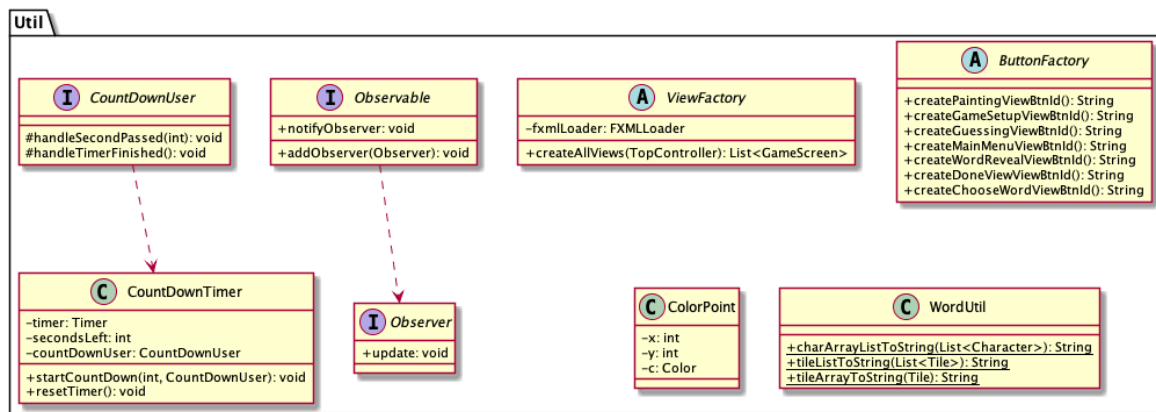 Util
I CountDownUser
#handleSecondPassed(int): void
#handleTimerFinished(): void
I Observable
+notifyObserver: void
+addObserver(Observer): void
A ViewFactory
-fxmlLoader: FXMLLoader
+createAllViews(TopController): List<GameScreen>
A ButtonFactory
+createPaintingViewBtnId(): String
+createGameSetupViewBtnId(): String
+createGuessingViewBtnId(): String
+createMainMenuViewBtnId(): String
+createWordRevealViewBtnId(): String
+createDoneViewViewBtnId(): String
+createChooseWordViewBtnId(): String
C CountDownTimer
-timer: Timer
-secondsLeft: int
-countDownUser: CountDownUser
+startCountDown(int, CountDownUser): void
+resetTimer(): void
I Observer
+update: void
C ColorPoint
-x: int
-y: int
-c: Color
C WordUtil
+charArrayListToString(List<Character>): String
+tileListToString(List<Tile>): String
+tileArrayToString(Tile): String